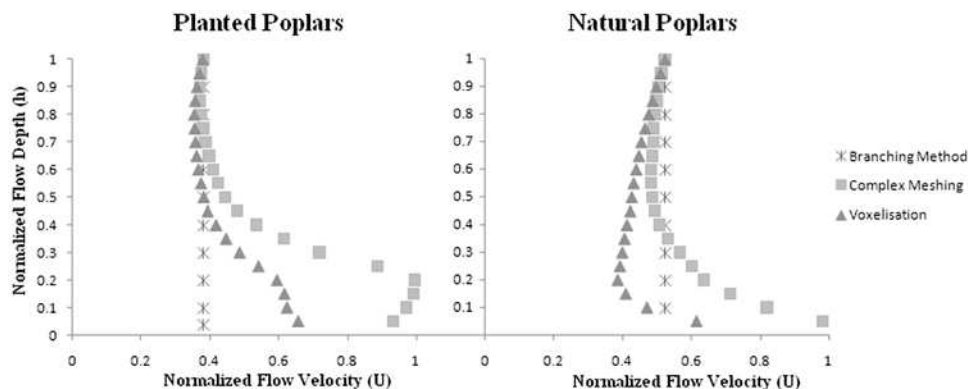 Planted Poplars
Natural Poplars
Normalized Flow Depth (h)
1
0.9
0.8
0.7
0.6
0.5
0.4
0.3
0.2
0.1
0
0 0.2 0.4 0.6 0.8 1
Normalized Flow Velocity (U)
1
0.9
0.8
0.7
0.6
0.5
0.4
0.3
0.2
0.1
0
0 0.2 0.4 0.6 0.8 1
Normalized Flow Velocity (U)
Branching Method
Complex Meshing
Voxelisation